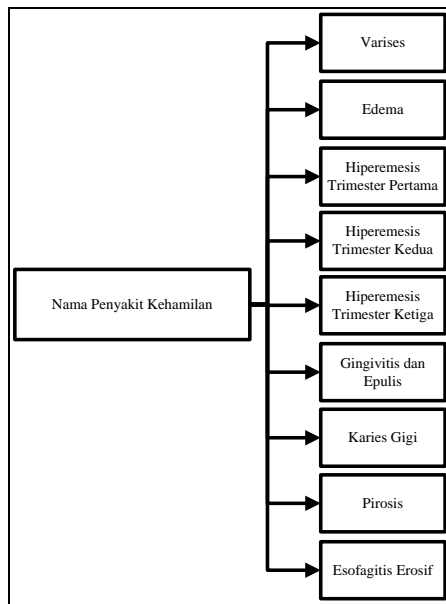 Nama Penyakit Kehamilan
Varises
Edema
Hiperemesis
Trimester Pertama
Hiperemesis
Trimester Kedua
Hiperemesis
Trimester Ketiga
Gingivitis dan
Epulis
Karies Gigi
Pirosis
Esofagitis Erosif